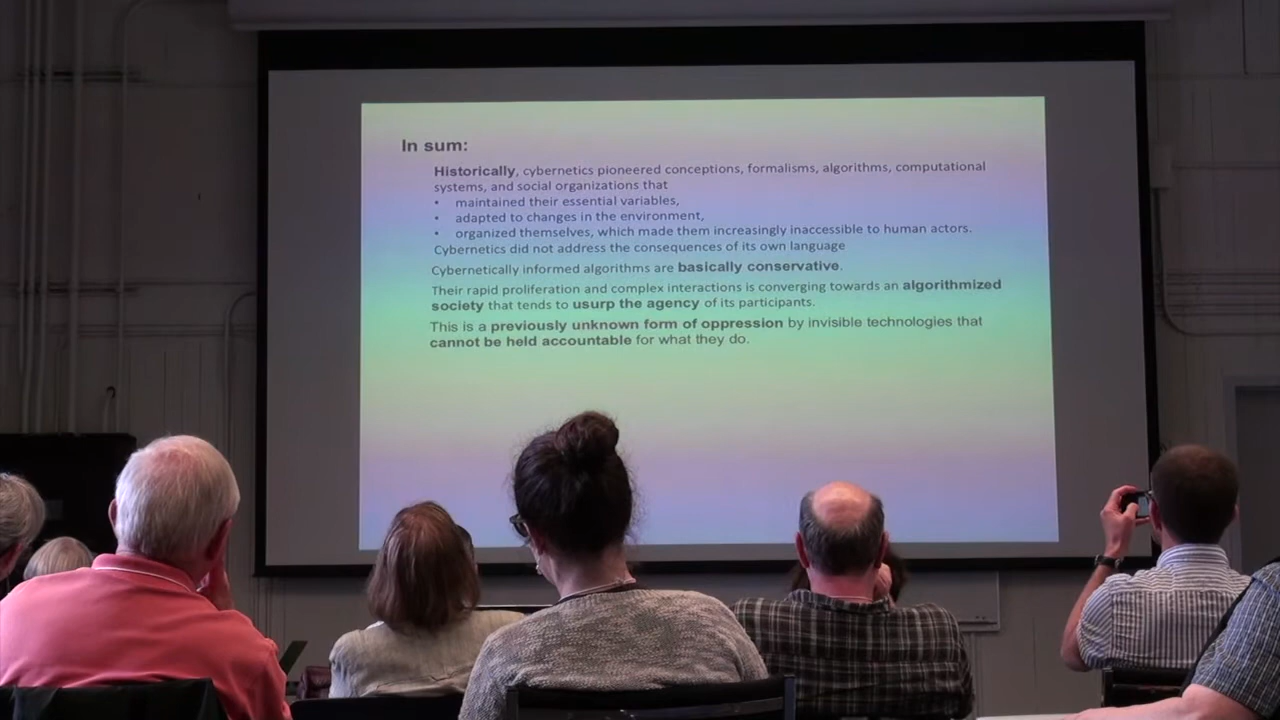 In sum:
Historically, cybernetics pioneered conceptions, formalisms, algorithms, computational
systems, and social organizations that
• maintained their essential variables,
• adapted to changes in the environment,
• organized themselves, which made them increasingly inaccessible to human actors.
Cybernetics did not address the consequences of its own language
Cybernetically informed algorithms are basically conservative.
Their rapid proliferation and complex interactions is converging towards an algorithmized
society that tends to usurp the agency of its participants.
This is a previously unknown form of oppression by invisible technologies that
cannot be held accountable for what they do.